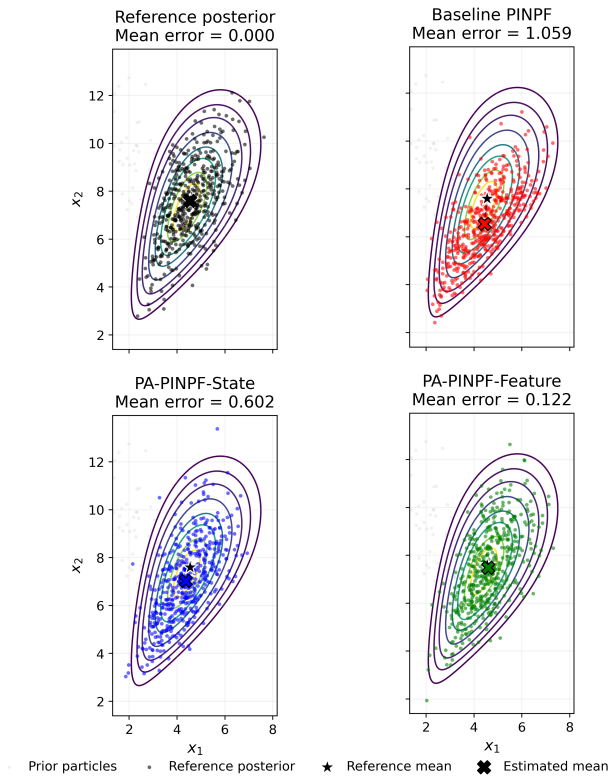 Reference posterior
Mean error = 0.000
Baseline PINPF
Mean error = 1.059
12
10
8
6
4
2
x₂
PA-PINPF-State
Mean error = 0.602
PA-PINPF-Feature
Mean error = 0.122
12
10
8
6
4
2
x₂
2 4 6 8
2 4 6 8
x₁
x₁
Prior particles
Reference posterior
Reference mean
Estimated mean